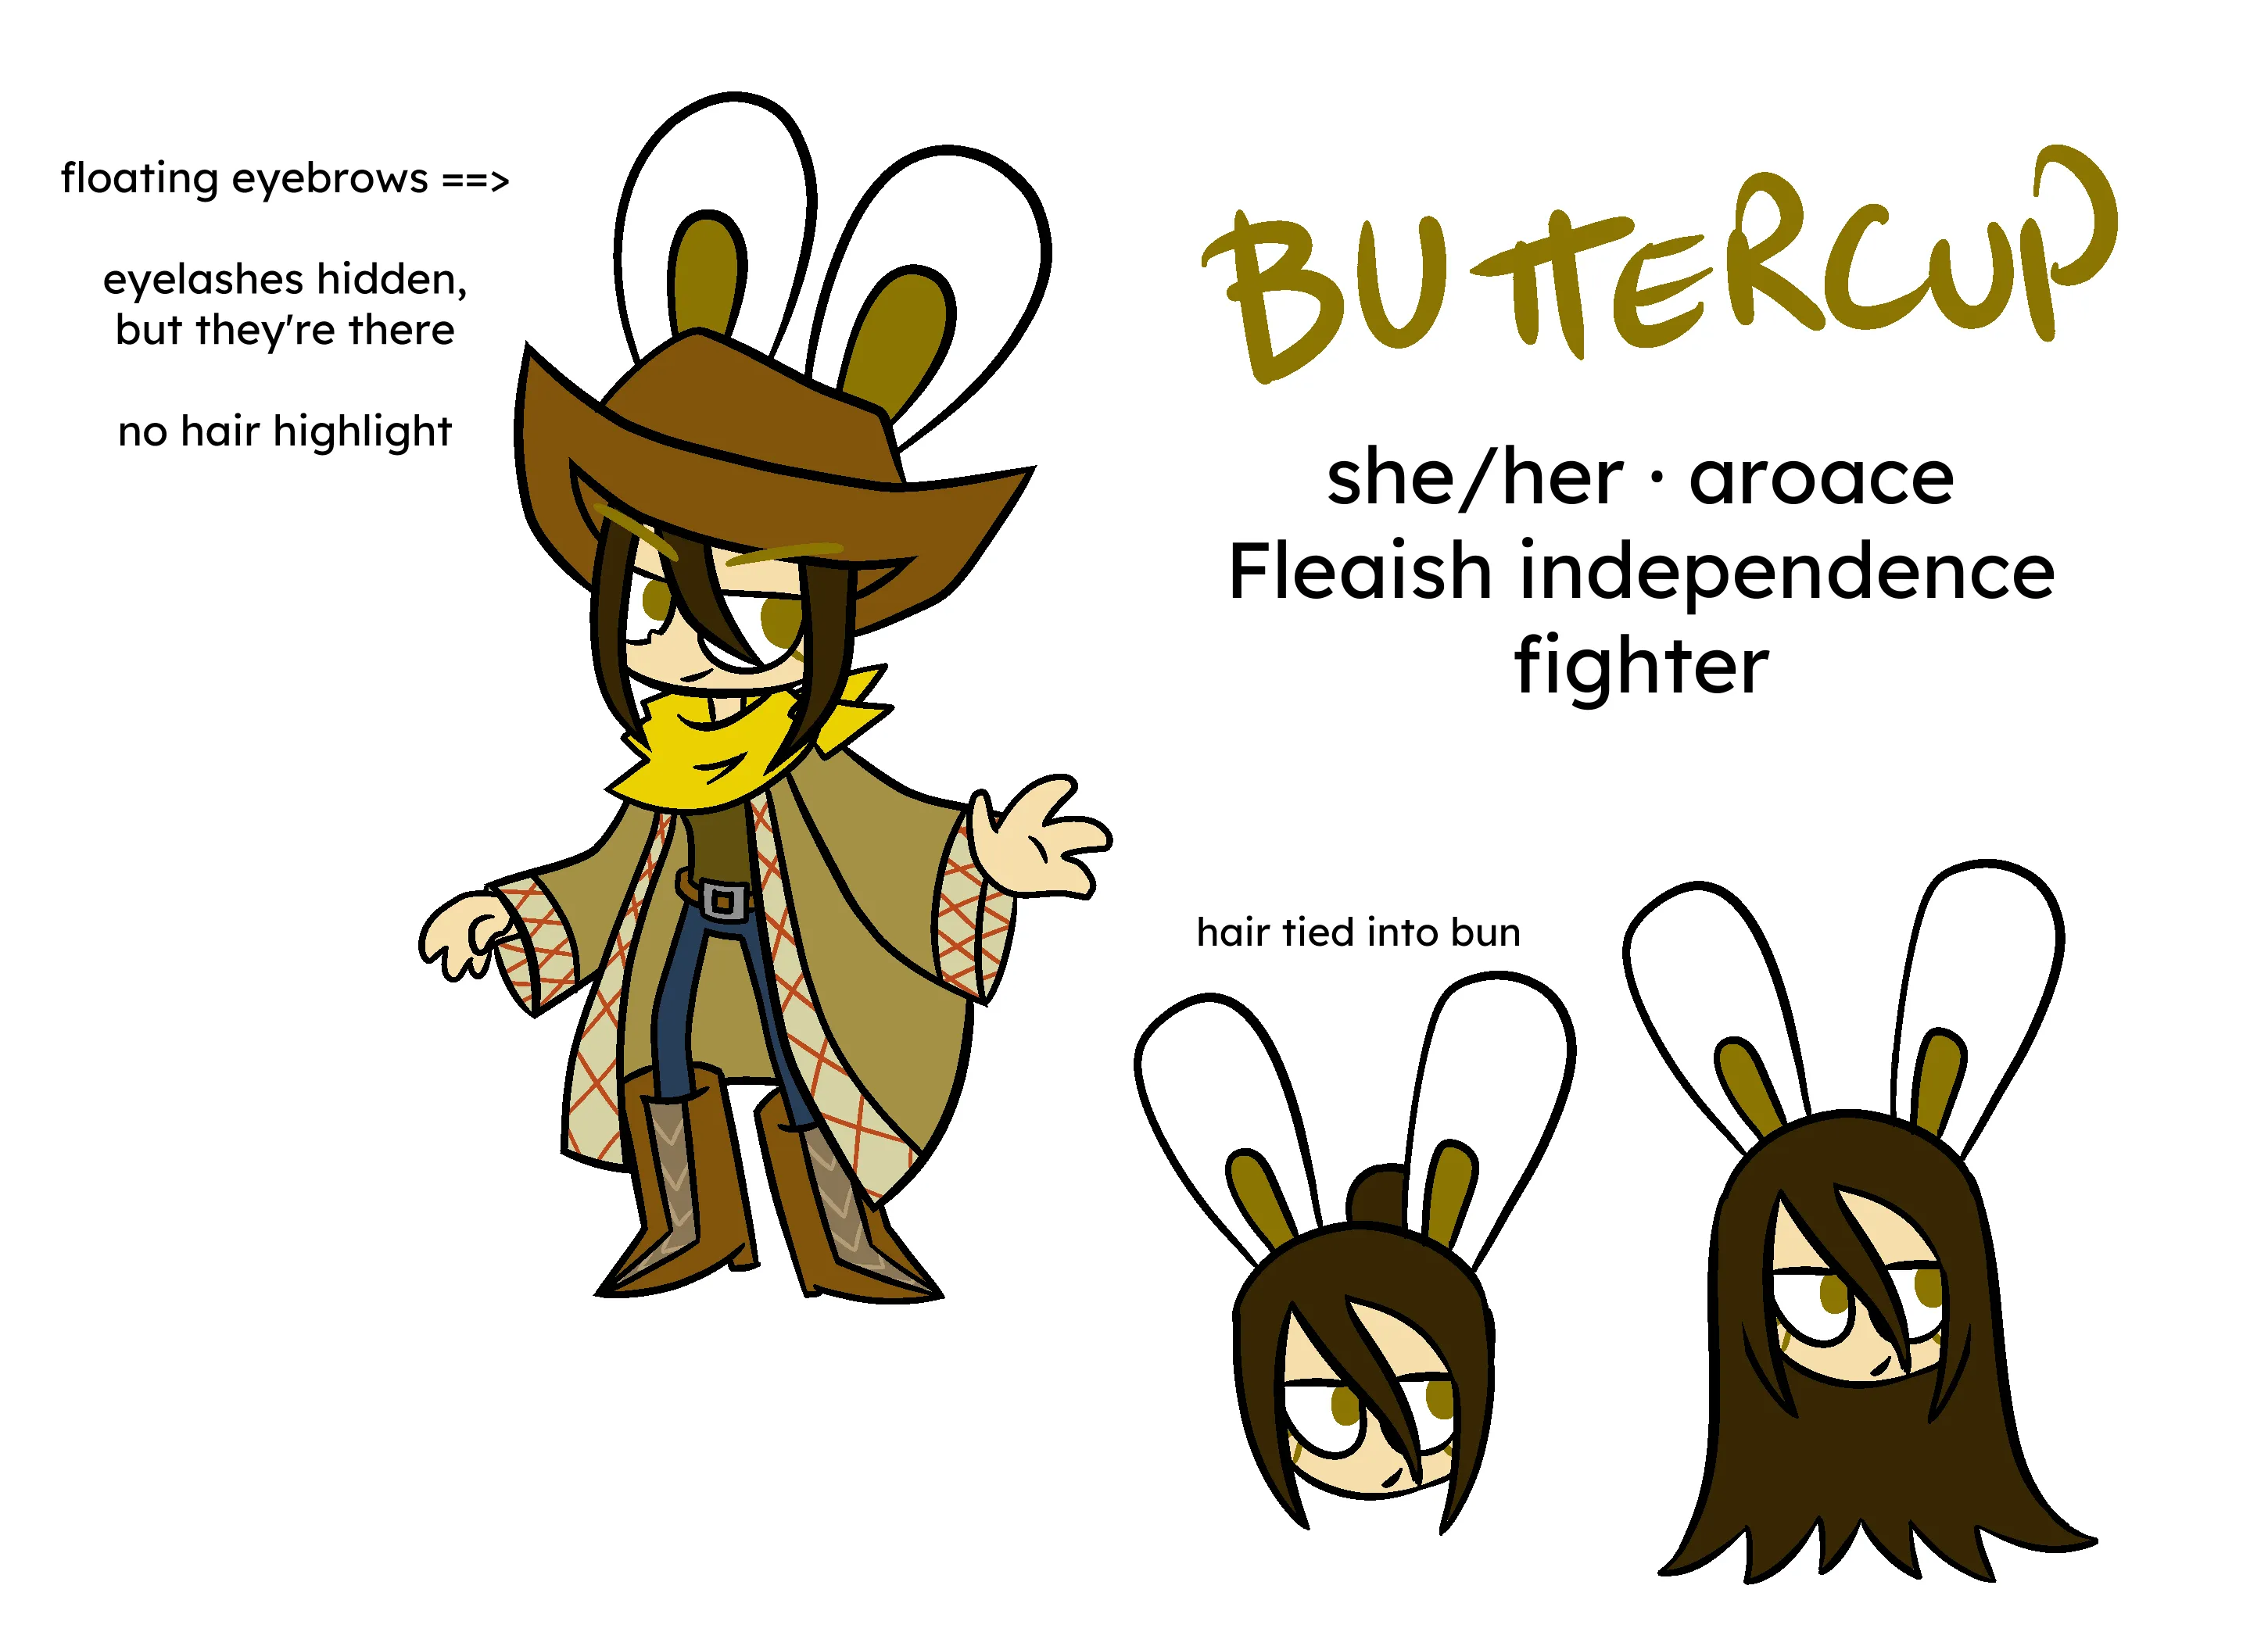 floating eyebrows ==>
eyelashes hidden,
but they're there
no hair highlight
BUTTERCUP
she/her · aroace
Fleaish independence
fighter
hair tied into bun